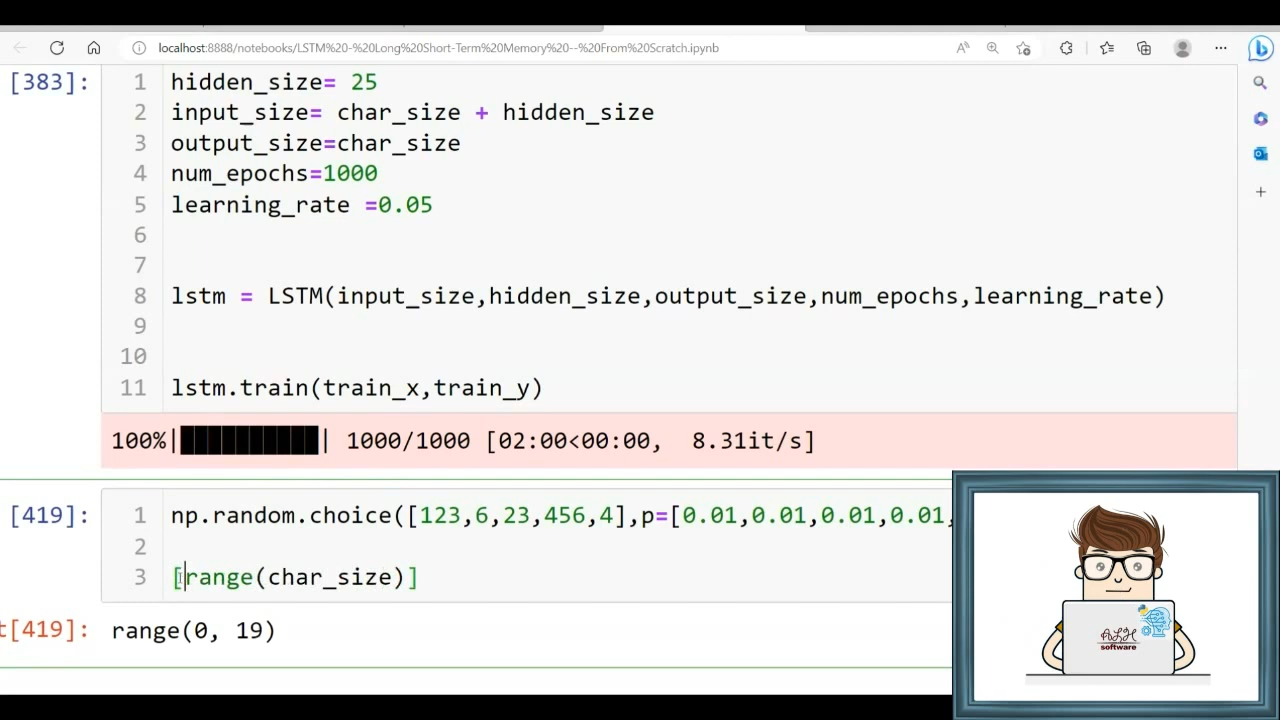 localhost:8888/notebooks/LSTM%20-%20Long%20Short-Term%20Memory%20--%20From%20Scratch.ipynb
[383]:
1 hidden_size= 25
2 input_size= char_size + hidden_size
3 output_size=char_size
4 num_epochs=1000
5 learning_rate =0.05
6
7
8 lstm = LSTM(input_size,hidden_size,output_size,num_epochs,learning_rate)
9
10
11 lstm.train(train_x,train_y)
100%|██████████| 1000/1000 [02:00<00:00, 8.31it/s]
[419]:
1 np.random.choice([123,6,23,456,4],p=[0.01,0.01,0.01,0.01,
2
3 [range(char_size)]
t[419]: range(0, 19)
ALH
software